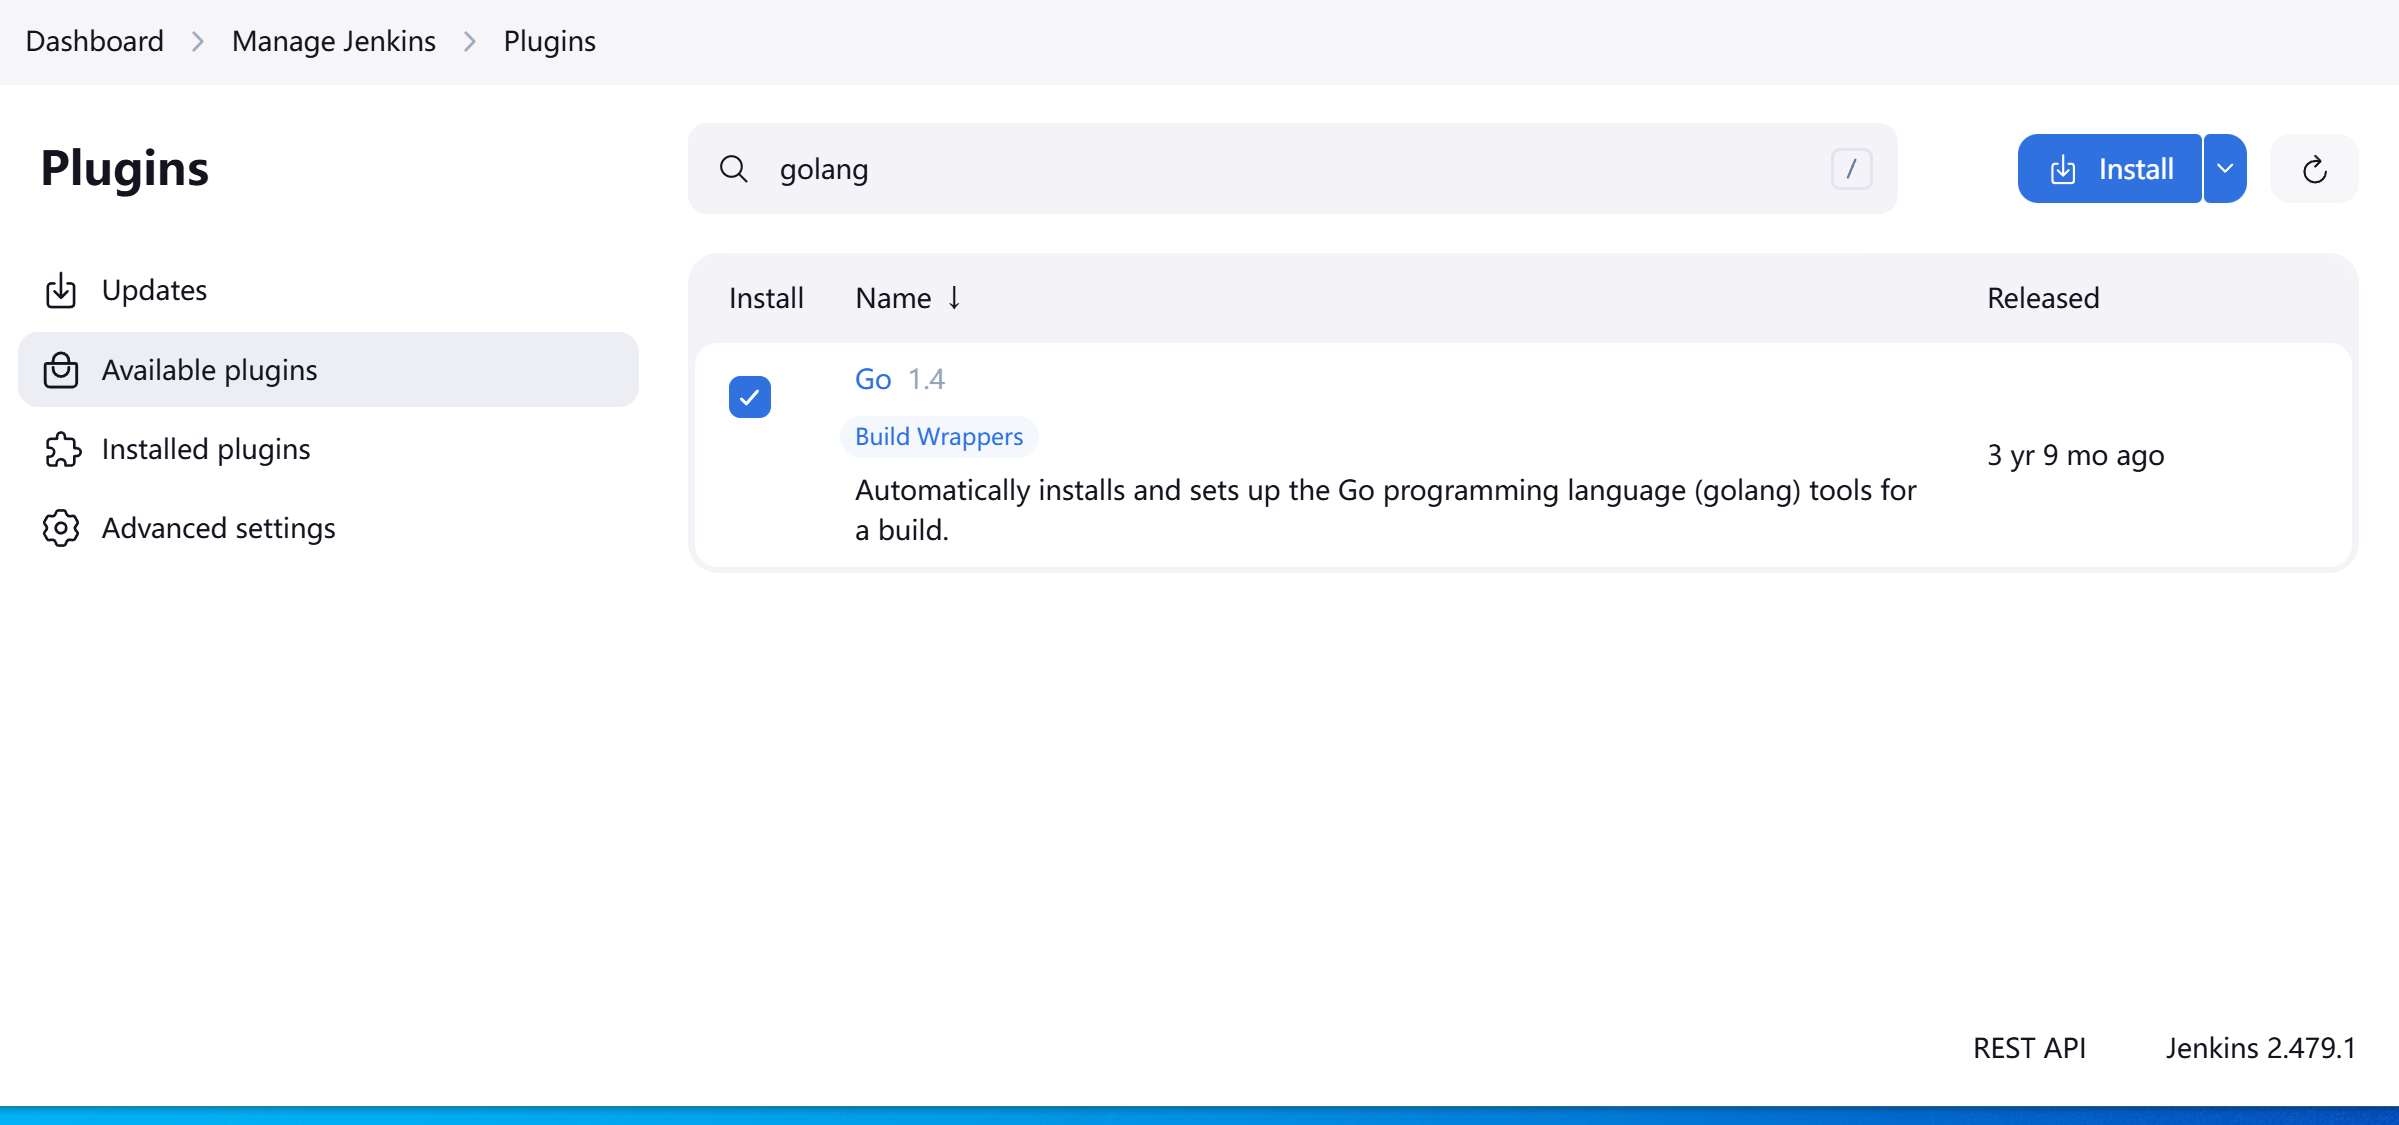 Dashboard > Manage Jenkins > Plugins
Plugins
Updates
Available plugins
Installed plugins
Advanced settings
golang /
Install
Install Name ↓ Released
Go 1.4
Build Wrappers
Automatically installs and sets up the Go programming language (golang) tools for
a build.
3 yr 9 mo ago
REST API Jenkins 2.479.1